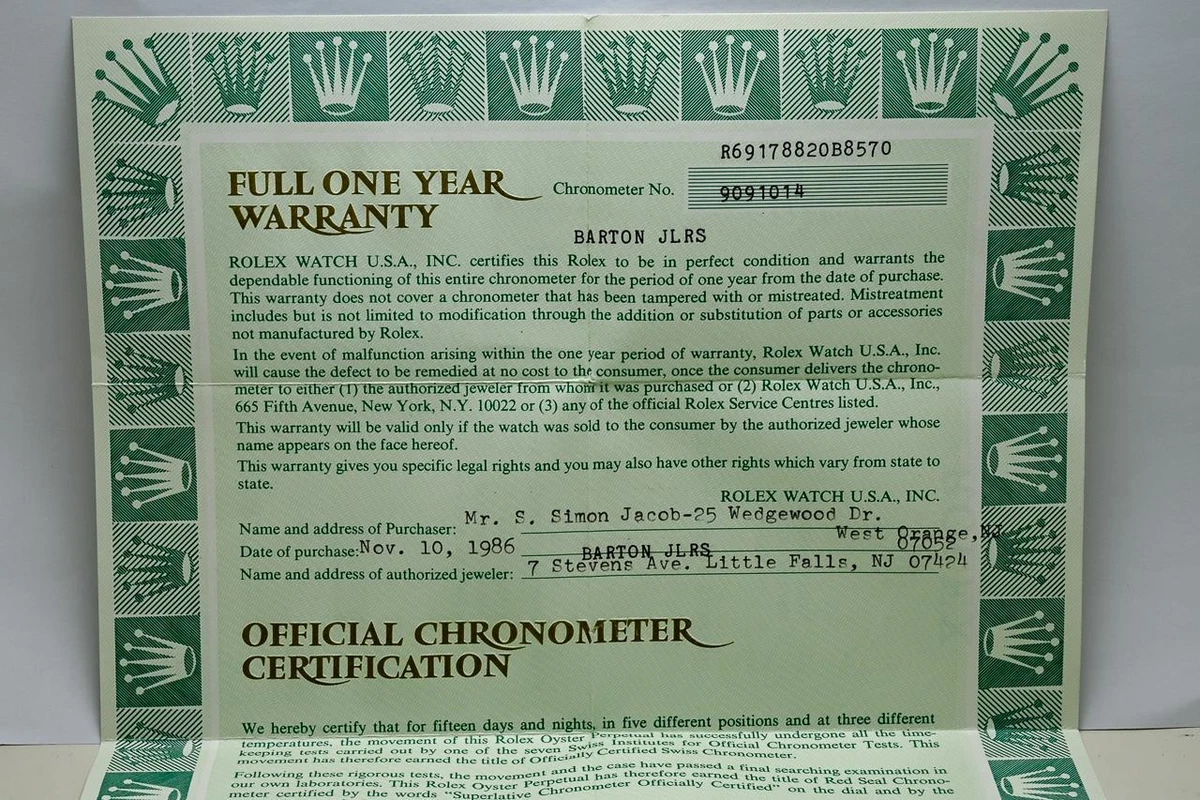 R69178820B8570
FULL ONE YEAR
WARRANTY
Chronometer No.
9091014
BARTON JLRS
ROLEX WATCH U.S.A., INC. certifies this Rolex to be in perfect condition and warrants the
dependable functioning of this entire chronometer for the period of one year from the date of purchase.
This warranty does not cover a chronometer that has been tampered with or mistreated. Mistreatment
includes but is not limited to modification through the addition or substitution of parts or accessories
not manufactured by Rolex.
In the event of malfunction arising within the one year period of warranty, Rolex Watch U.S.A., Inc.
will cause the defect to be remedied at no cost to the consumer, once the consumer delivers the chrono-
meter to either (1) the authorized jeweler from whom it was purchased or (2) Rolex Watch U.S.A., Inc.,
665 Fifth Avenue, New York, N.Y. 10022 or (3) any of the official Rolex Service Centres listed.
This warranty will be valid only if the watch was sold to the consumer by the authorized jeweler whose
name appears on the face hereof.
This warranty gives you specific legal rights and you may also have other rights which vary from state to
state.
ROLEX WATCH U.S.A., INC.
Name and address of Purchaser: Mr. S. Simon Jacob-25 Wedgewood Dr.
West Orange,NJ
07052
Date of purchase:Nov. 10, 1986
BARTON JLRS
Name and address of authorized jeweler: 7 Stevens Ave. Little Falls, NJ 07424
OFFICIAL CHRONOMETER
CERTIFICATION
We hereby certify that for fifteen days and nights, in five different positions and at three different
temperatures, the movement of this Rolex Oyster Perpetual has successfully undergone all the time-
keeping tests carried out by one of the seven Swiss Institutes for Official Chronometer Tests. This
movement has therefore earned the title of Officially Certified Swiss Chronometer.
Following these rigorous tests, the movement and the case have passed a final searching examination in
our own laboratories. This Rolex Oyster Perpetual has therefore earned the title of Red Seal Chrono-
meter certified by the words "Superlative Chronometer Officially Certified" on the dial and by the